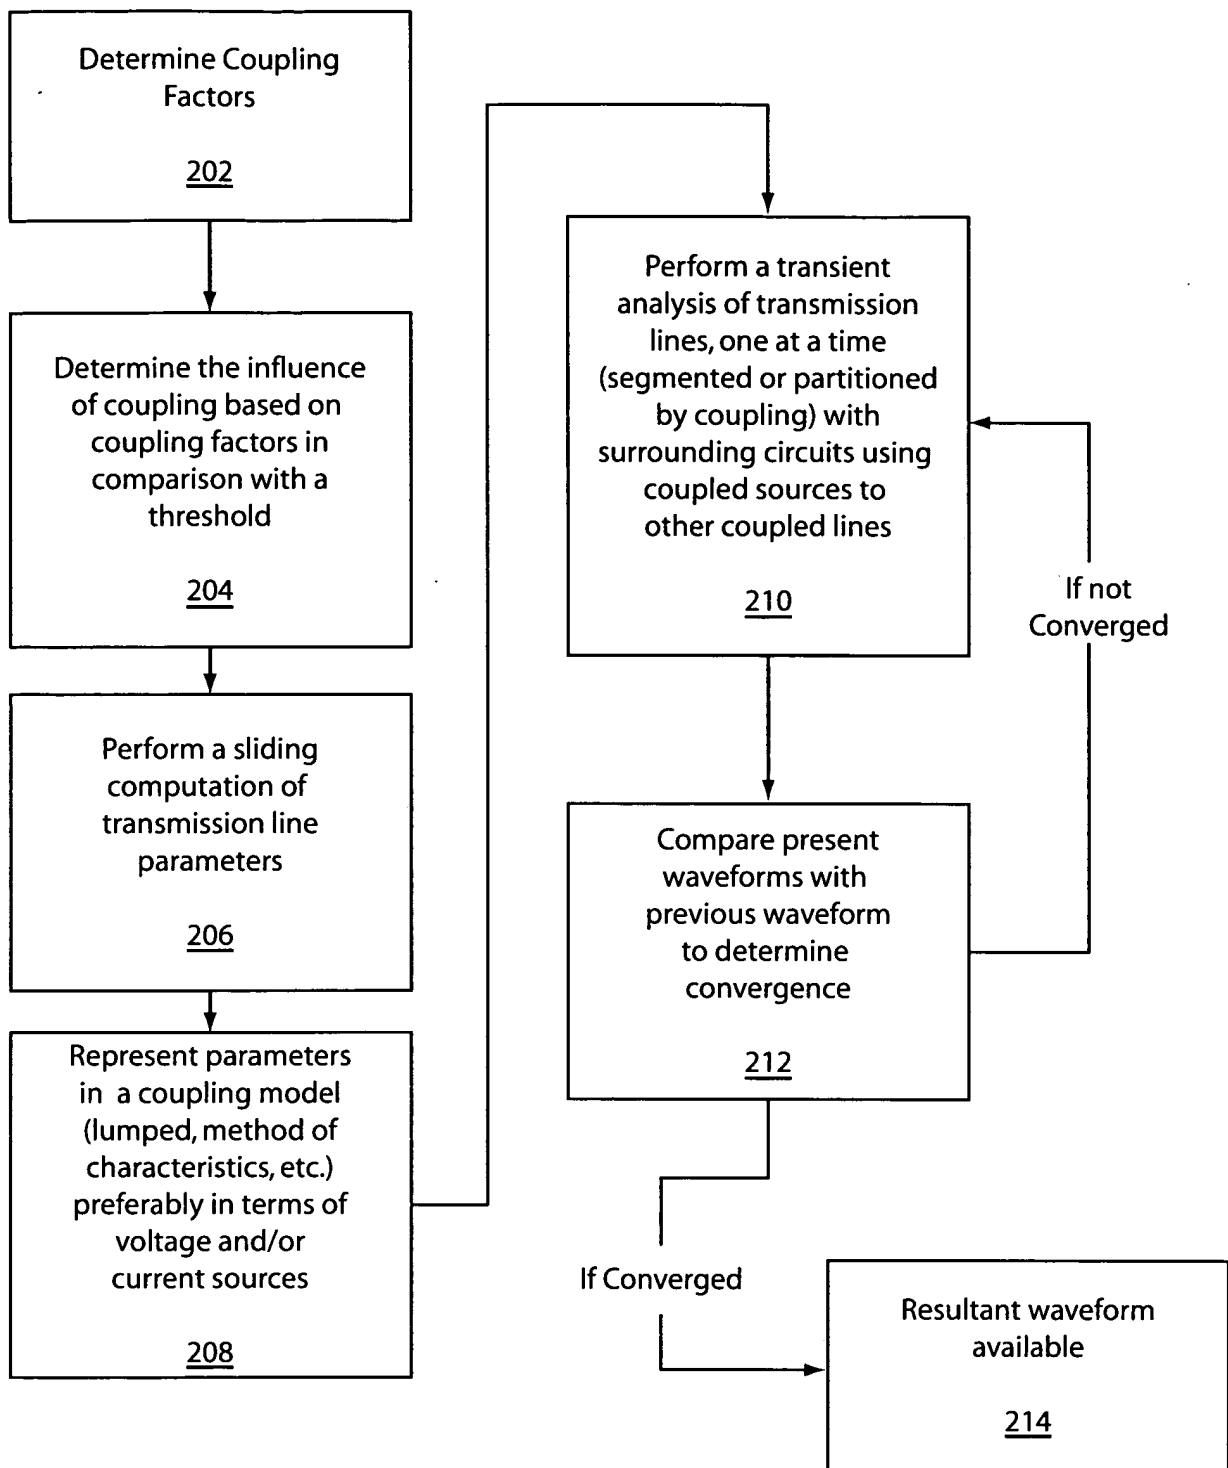 Determine Coupling
Factors
202
Determine the influence
of coupling based on
coupling factors in
comparison with a
threshold
204
Perform a sliding
computation of
transmission line
parameters
206
Represent parameters
in a coupling model
(lumped, method of
characteristics, etc.)
preferably in terms of
voltage and/or
current sources
208
Perform a transient
analysis of transmission
lines, one at a time
(segmented or partitioned
by coupling) with
surrounding circuits using
coupled sources to
other coupled lines
210
If not
Converged
Compare present
waveforms with
previous waveform
to determine
convergence
212
If Converged
Resultant waveform
available
214